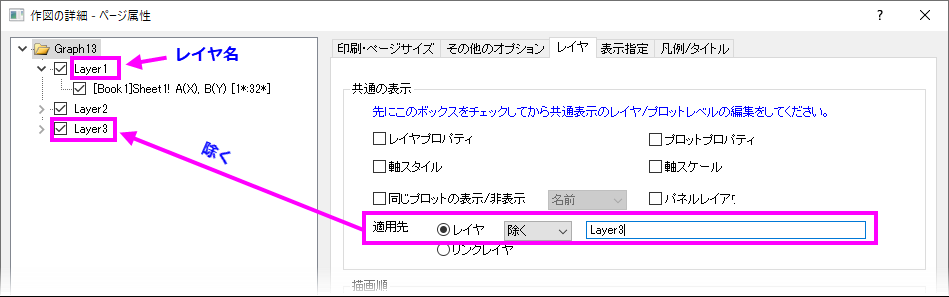 作図の詳細 - ページ属性
?
Graph13
レイヤ名
Layer1
[Book1]Sheet1! A(X), B(Y) [1*:32*]
Layer2
Layer3
除く
印刷・ページサイズ
その他のオプション
レイヤ
表示指定
凡例/タイトル
共通の表示
先にこのボックスをチェックしてから共通表示のレイヤ/プロットレベルの編集をしてください。
レイヤプロパティ
プロットプロパティ
軸スタイル
軸スケール
同じプロットの表示/非表示
名前
適用先
レイヤ
除く
Layer3
リンクレイヤ
描画順